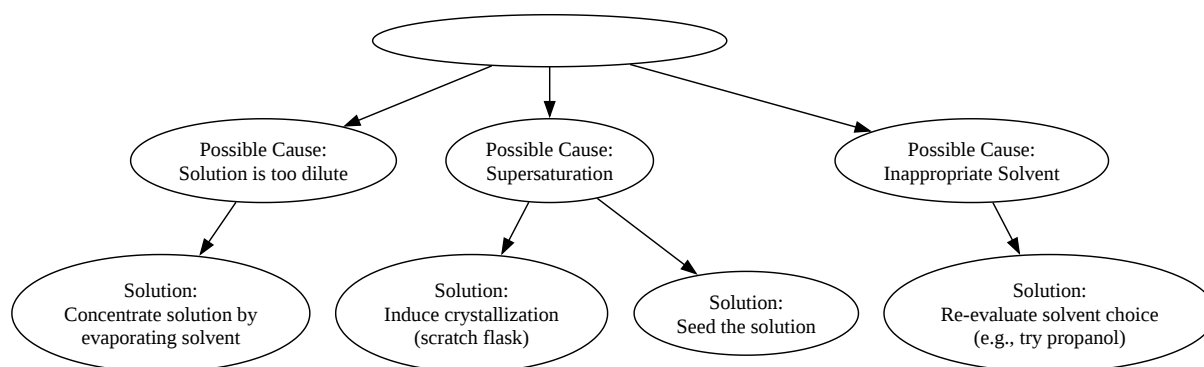 Possible Cause:
Solution is too dilute
Possible Cause:
Supersaturation
Possible Cause:
Inappropriate Solvent
Solution:
Concentrate solution by
evaporating solvent
Solution:
Induce crystallization
(scratch flask)
Solution:
Seed the solution
Solution:
Re-evaluate solvent choice
(e.g., try propanol)